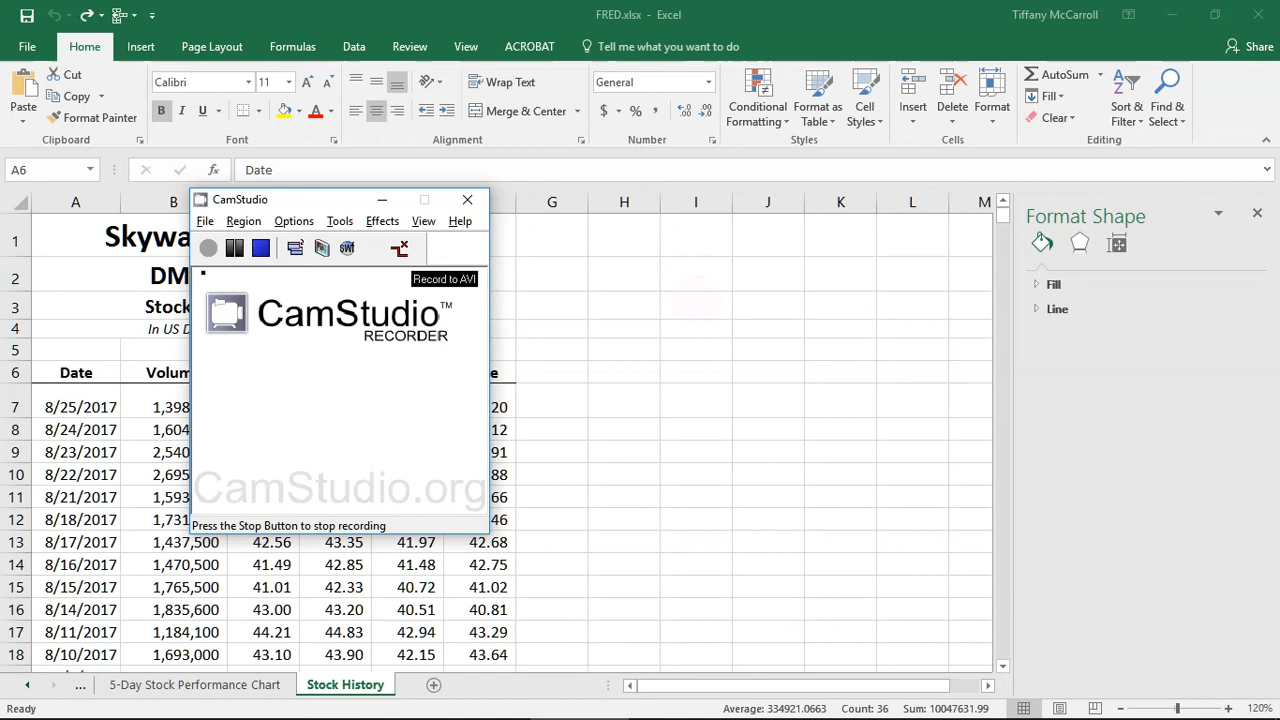 FRED.xlsx - Excel
Tiffany McCarroll
File Home Insert Page Layout Formulas Data Review View ACROBAT Tell me what you want to do Share
Paste
Cut
Copy
Format Painter
Clipboard
Calibri 11
B I U A
Font
Wrap Text
Merge & Center
Alignment
General
$ % ,
Number
Conditional Formatting
Format as Table
Cell Styles
Styles
Insert
Delete
Format
Cells
AutoSum
Fill
Clear
Sort & Filter
Find & Select
Editing
A6 fx Date
A B G H I J K L M
1 Skywa
2 DM
3 Stock
4 In US D
5
6 Date Volum e
7 8/25/2017 1,398 20
8 8/24/2017 1,604 12
9 8/23/2017 2,540 91
10 8/22/2017 2,695 88
11 8/21/2017 1,593 66
12 8/18/2017 1,731 46
13 8/17/2017 1,437,500 42.56 43.35 41.97 42.68
14 8/16/2017 1,470,500 41.49 42.85 41.48 42.75
15 8/15/2017 1,765,500 41.01 42.33 40.72 41.02
16 8/14/2017 1,835,600 43.00 43.20 40.51 40.81
17 8/11/2017 1,184,100 44.21 44.83 42.94 43.29
18 8/10/2017 1,693,000 43.10 43.90 42.15 43.64
CamStudio
File Region Options Tools Effects View Help
SWF
Record to AVI
CamStudio™
RECORDER
CamStudio.org
Press the Stop Button to stop recording
Format Shape
Fill
Line
... 5-Day Stock Performance Chart Stock History
Ready Average: 334921.0663 Count: 36 Sum: 10047631.99 120%